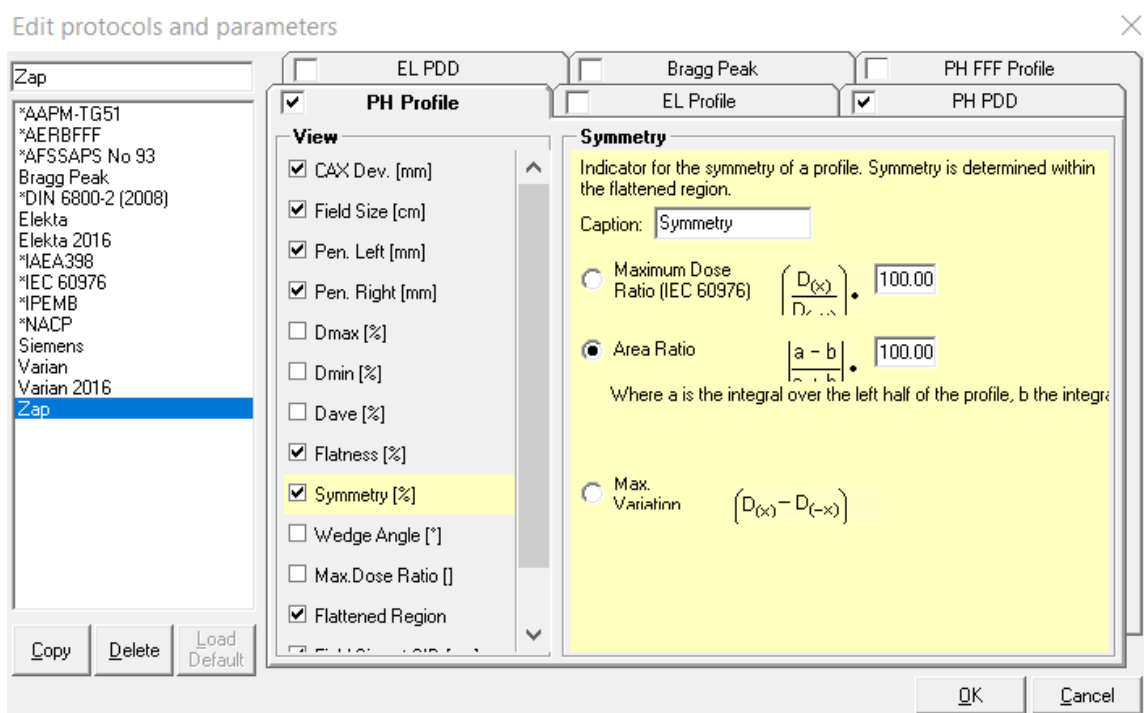 Edit protocols and parameters
Zap
*AAPM-TG51
*AERBFFF
*AFSSAPS No 93
Bragg Peak
*DIN 6800-2 (2008)
Elekta
Elekta 2016
*IAEA398
*IEC 60976
*IPEMB
*NACP
Siemens
Varian
Varian 2016
Zap
Copy
Delete
Load
Default
EL PDD
Bragg Peak
PH FFF Profile
PH Profile
EL Profile
PH PDD
View
CAX Dev. [mm]
Field Size [cm]
Pen. Left [mm]
Pen. Right [mm]
Dmax [%]
Dmin [%]
Dave [%]
Flatness [%]
Symmetry [%]
Wedge Angle [°]
Max.Dose Ratio []
Flattened Region
Symmetry
Indicator for the symmetry of a profile. Symmetry is determined within
the flattened region.
Caption: Symmetry
Maximum Dose
Ratio (IEC 60976)
(D(x)
100.00
Area Ratio
|a - b|
100.00
Where a is the integral over the left half of the profile, b the integra
Max.
Variation
(D(x)-D(-x))
OK
Cancel